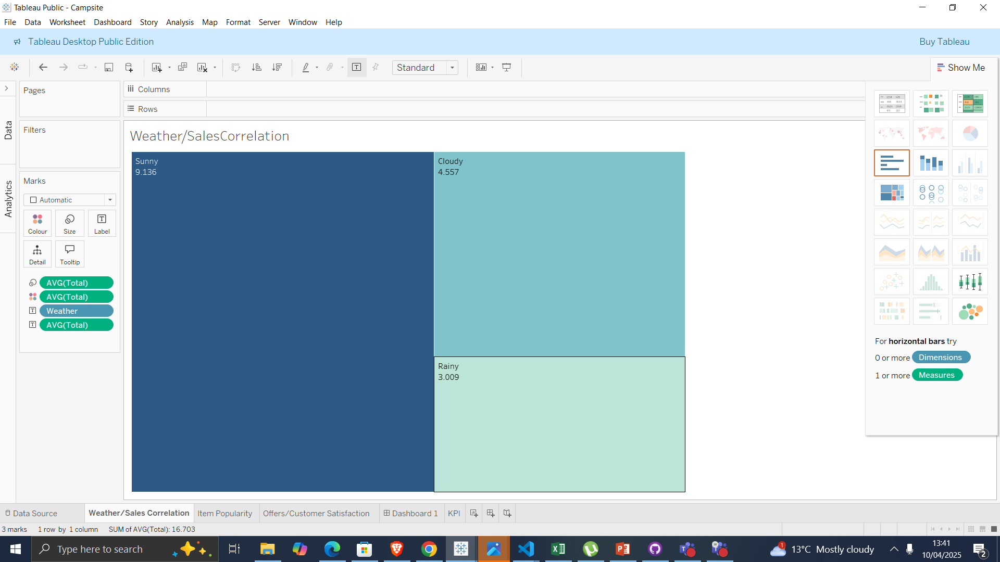 Tableau Public - Campsite
File Data Worksheet Dashboard Story Analysis Map Format Server Window Help
Tableau Desktop Public Edition
Buy Tableau
Standard
Show Me
Data
Analytics
Pages
Filters
Marks
Automatic
Colour Size Label
Detail Tooltip
AVG(Total)
AVG(Total)
Weather
AVG(Total)
Columns
Rows
Weather/SalesCorrelation
Sunny
9.136
Cloudy
4.557
Rainy
3.009
For horizontal bars try
0 or more Dimensions
1 or more Measures
Data Source Weather/Sales Correlation Item Popularity Offers/Customer Satisfaction Dashboard 1 KPI
3 marks 1 row by 1 column SUM of AVG(Total): 16.703
Type here to search
1
13°C Mostly cloudy
13:41
10/04/2025
2